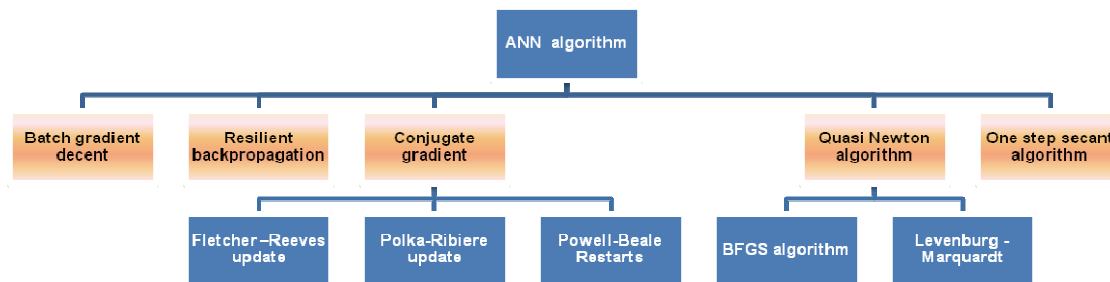 ANN algorithm
Batch gradient
decent
Resilient
backpropagation
Conjugate
gradient
Quasi Newton
algorithm
One step secant
algorithm
Fletcher –Reeves
update
Polka-Ribiere
update
Powell-Beale
Restarts
BFGS algorithm
Levenburg -
Marquardt